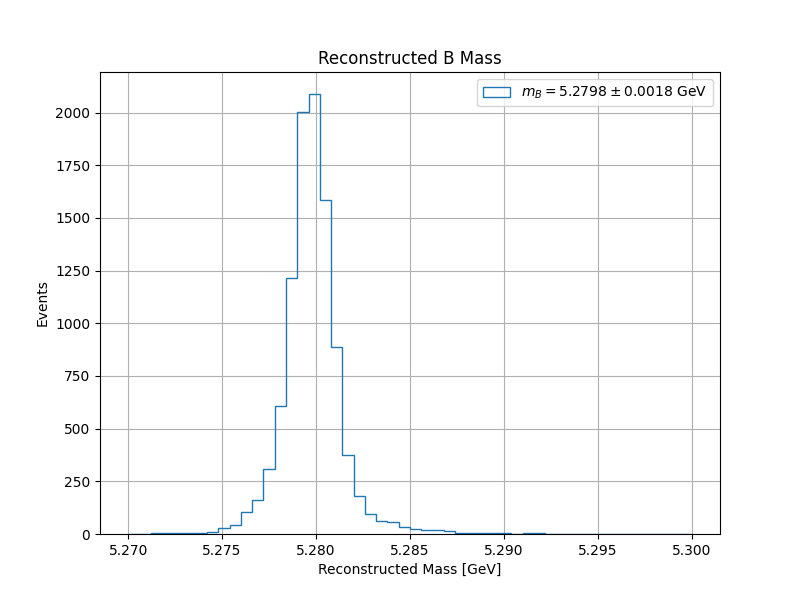 Reconstructed B Mass
m_B = 5.2798 ± 0.0018 GeV
Events
2000
1750
1500
1250
1000
750
500
250
0
5.270 5.275 5.280 5.285 5.290 5.295 5.300
Reconstructed Mass [GeV]